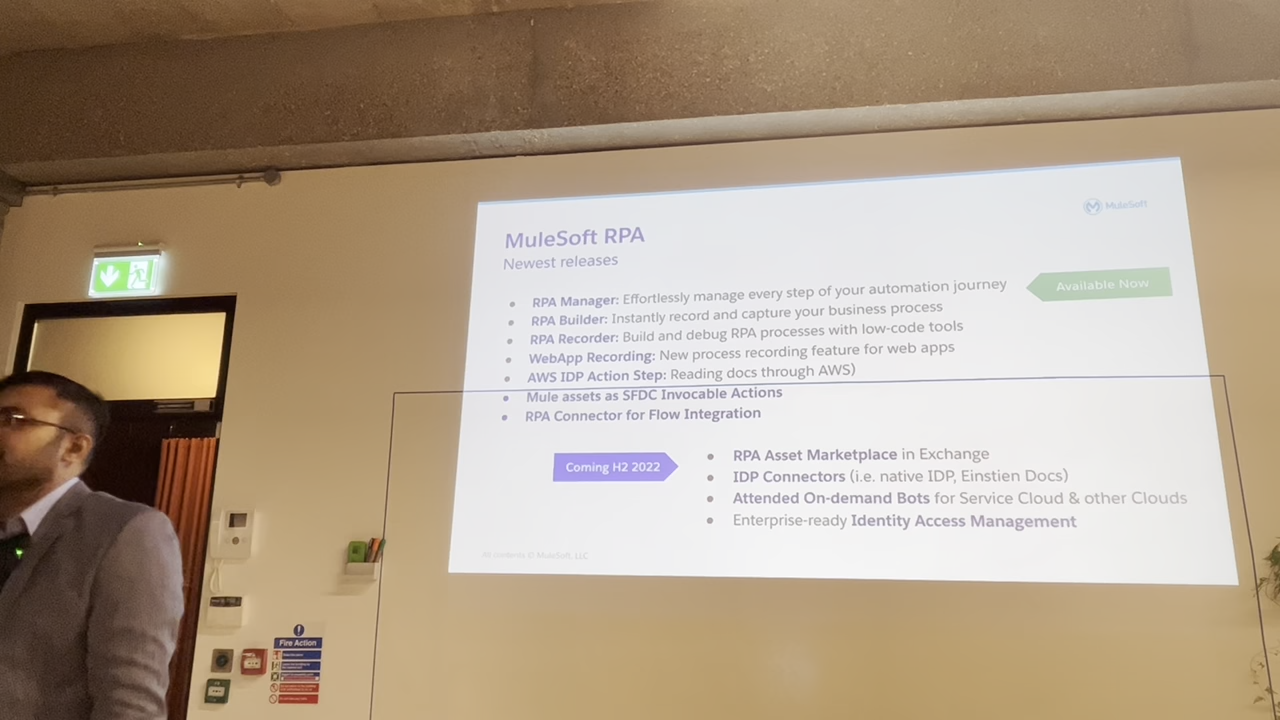 MuleSoft
MuleSoft RPA
Newest releases
RPA Manager: Effortlessly manage every step of your automation journey
Available Now
RPA Builder: Instantly record and capture your business process
RPA Recorder: Build and debug RPA processes with low-code tools
WebApp Recording: New process recording feature for web apps
AWS IDP Action Step: Reading docs through AWS)
Mule assets as SFDC Invocable Actions
RPA Connector for Flow Integration
Coming H2 2022
RPA Asset Marketplace in Exchange
IDP Connectors (i.e. native IDP, Einstien Docs)
Attended On-demand Bots for Service Cloud & other Clouds
Enterprise-ready Identity Access Management
All contents © MuleSoft, LLC
Fire Action